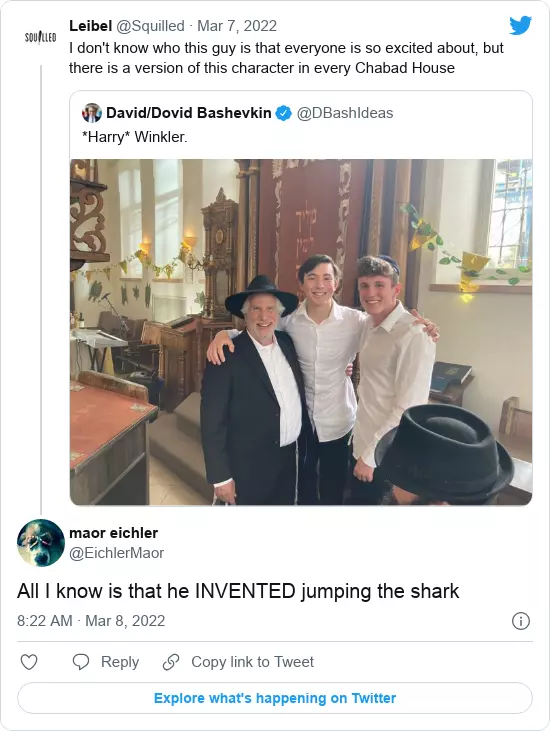 SQUILLED
Leibel @Squilled · Mar 7, 2022
I don't know who this guy is that everyone is so excited about, but
there is a version of this character in every Chabad House
David/Dovid Bashevkin @DBashIdeas
*Harry* Winkler.
maor eichler
@EichlerMaor
All I know is that he INVENTED jumping the shark
8:22 AM · Mar 8, 2022
Reply
Copy link to Tweet
Explore what's happening on Twitter